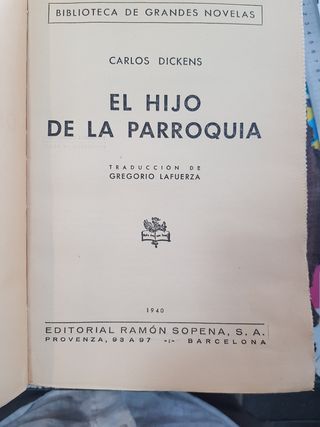 BIBLIOTECA DE GRANDES NOVELAS
CARLOS DICKENS
EL HIJO
DE LA PARROQUIA
TRADUCCIÓN DE
GREGORIO LAFUERZA
1940
EDITORIAL RAMÓN SOPENA, S. A.
PROVENZA, 93 A 97 -:- BARCELONA